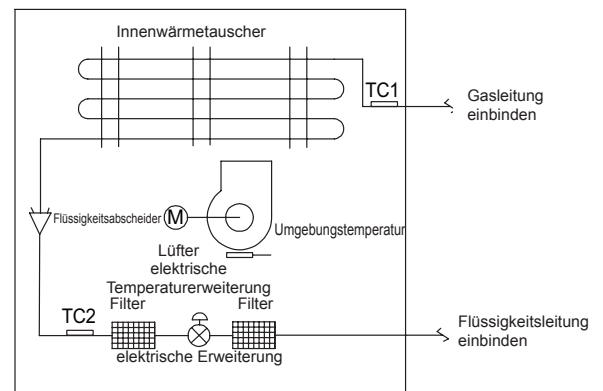 Innenwärmetauscher
TC1
Gasleitung
einbinden
Flüssigkeitsabscheider
M
Umgebungstemperatur
Lüfter
elektrische
Temperaturerweiterung
Filter
Filter
TC2
elektrische Erweiterung
Flüssigkeitsleitung
einbinden